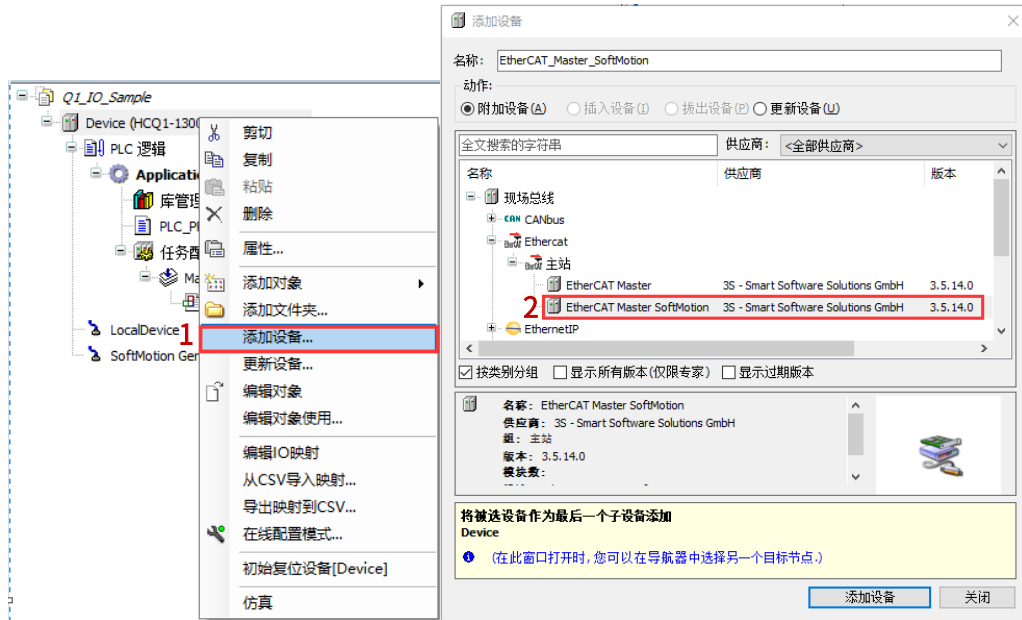 Q1_IO_Sample
Device (HCQ1-1300
PLC 逻辑
Applicati
库管理
PLC_P
任务配
Ma
LocalDevice
SoftMotion Ger
剪切
复制
粘贴
删除
属性...
添加对象
添加文件夹...
1
添加设备...
更新设备...
编辑对象
编辑对象使用...
编辑IO映射
从CSV导入映射...
导出映射到CSV...
在线配置模式...
初始复位设备[Device]
仿真
添加设备
名称: EtherCAT_Master_SoftMotion
动作:
附加设备(A) 插入设备(I) 拔出设备(P) 更新设备(U)
全文搜索的字符串 供应商: <全部供应商>
名称 供应商 版本
现场总线
CAN CANbus
Ethercat
主站
EtherCAT Master 3S - Smart Software Solutions GmbH 3.5.14.0
2 EtherCAT Master SoftMotion 3S - Smart Software Solutions GmbH 3.5.14.0
EthernetIP
按类别分组 显示所有版本(仅限专家) 显示过期版本
名称: EtherCAT Master SoftMotion
供应商: 3S - Smart Software Solutions GmbH
组: 主站
版本: 3.5.14.0
模块数:
将被选设备作为最后一个子设备添加
Device
(在此窗口打开时, 您可以在导航器中选择另一个目标节点.)
添加设备 关闭